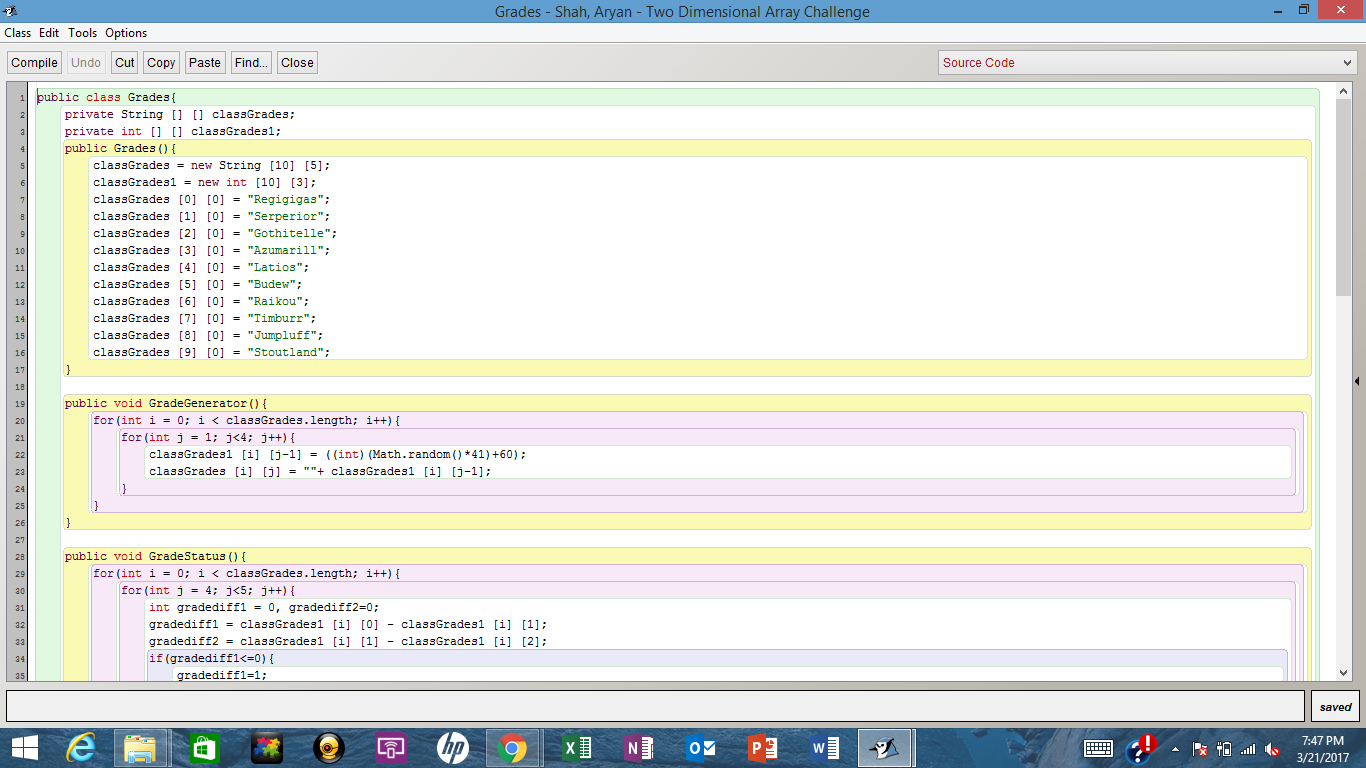 Grades - Shah, Aryan - Two Dimensional Array Challenge
Class Edit Tools Options
Compile Undo Cut Copy Paste Find... Close Source Code
1 public class Grades{
2 private String [] [] classGrades;
3 private int [] [] classGrades1;
4 public Grades(){
5 classGrades = new String [10] [5];
6 classGrades1 = new int [10] [3];
7 classGrades [0] [0] = "Regigigas";
8 classGrades [1] [0] = "Serperior";
9 classGrades [2] [0] = "Gothitelle";
10 classGrades [3] [0] = "Azumarill";
11 classGrades [4] [0] = "Latios";
12 classGrades [5] [0] = "Budew";
13 classGrades [6] [0] = "Raikou";
14 classGrades [7] [0] = "Timburr";
15 classGrades [8] [0] = "Jumpluff";
16 classGrades [9] [0] = "Stoutland";
17 }
18
19 public void GradeGenerator(){
20 for(int i = 0; i < classGrades.length; i++){
21 for(int j = 1; j<4; j++){
22 classGrades1 [i] [j-1] = ((int)(Math.random()*41)+60);
23 classGrades [i] [j] = ""+ classGrades1 [i] [j-1];
24 }
25 }
26 }
27
28 public void GradeStatus(){
29 for(int i = 0; i < classGrades.length; i++){
30 for(int j = 4; j<5; j++){
31 int gradediff1 = 0, gradediff2=0;
32 gradediff1 = classGrades1 [i] [0] - classGrades1 [i] [1];
33 gradediff2 = classGrades1 [i] [1] - classGrades1 [i] [2];
34 if(gradediff1<=0){
35 gradediff1=1;
saved
7:47 PM
3/21/2017